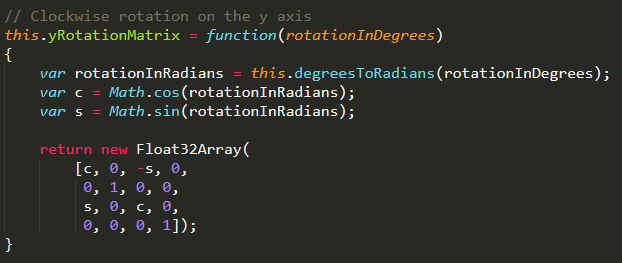 // Clockwise rotation on the y axis
this.yRotationMatrix = function(rotationInDegrees)
{
    var rotationInRadians = this.degreesToRadians(rotationInDegrees);
    var c = Math.cos(rotationInRadians);
    var s = Math.sin(rotationInRadians);

    return new Float32Array(
        [c, 0, -s, 0,
         0, 1, 0, 0,
         s, 0, c, 0,
         0, 0, 0, 1]);
}